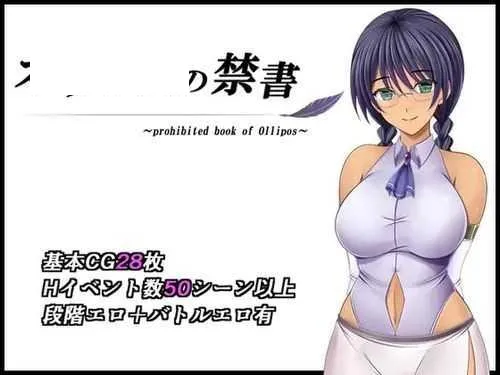 の禁書
～prohibited book of Ollipos～
基本CG28枚
Hイベント数50シーン以上
段階エロ＋バトルエロ有